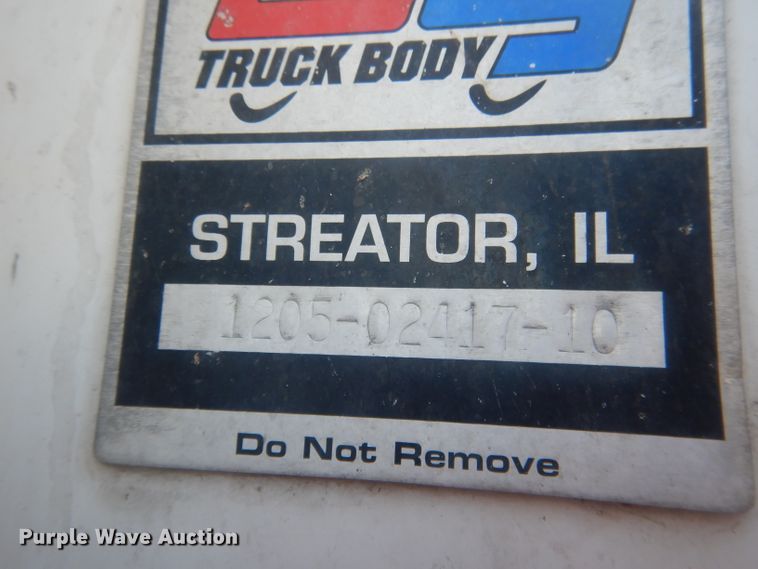 TRUCK BODY
STREATOR, IL
1205-02417-10
Do Not Remove
Purple Wave Auction